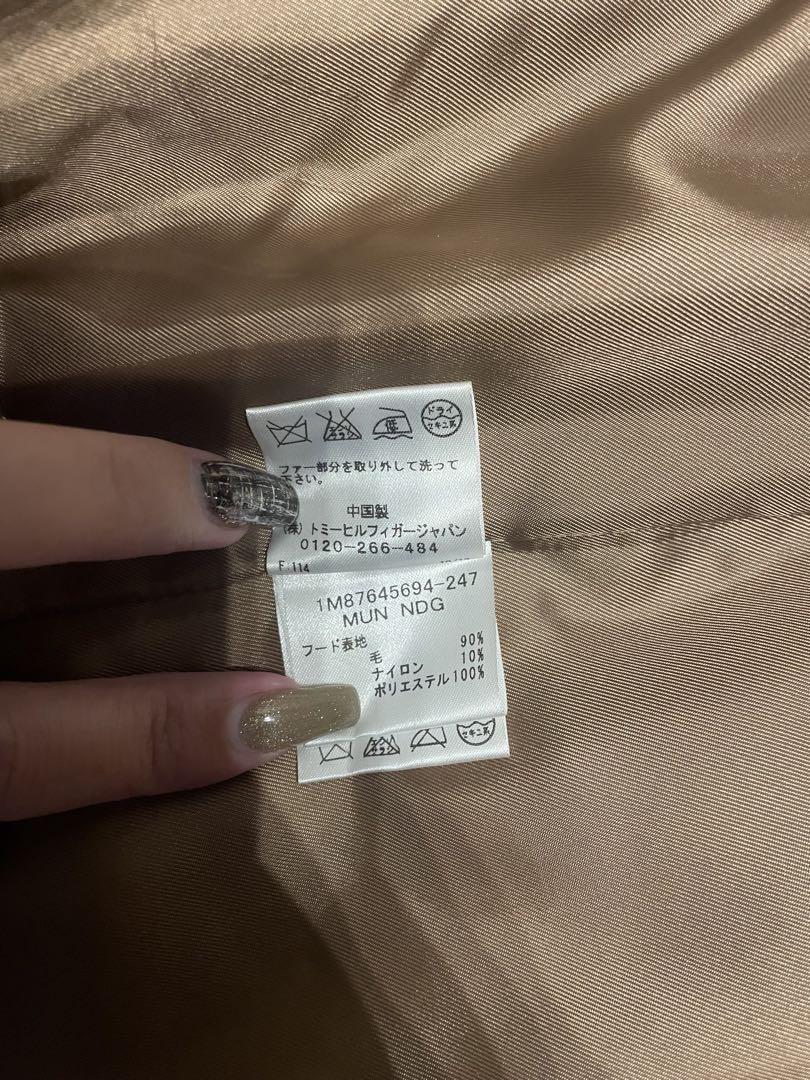 低
ドライ
セキユ系
ファー部分を取り外して洗って
下さい。
中国製
(株)トミーヒルフィガージャパン
0120-266-484
F 114
1M87645694-247
MUN NDG
フード表地
毛 90%
ナイロン 10%
ポリエステル100%
セキユ系